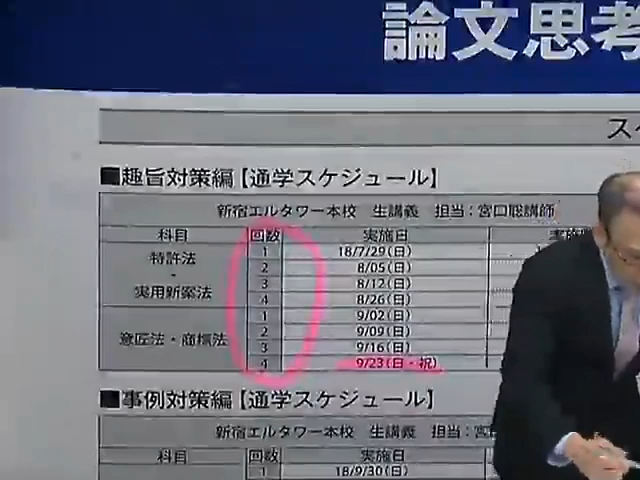 論文思考
ス
■趣旨対策編【通学スケジュール】
新宿エルタワー本校 生講義 担当:宮口聡講師
科目 回数 実施日
特許法・実用新案法 1 18/7/29(日)
2 8/05(日)
3 8/12(日)
4 8/26(日)
意匠法・商標法 1 9/02(日)
2 9/09(日)
3 9/16(日)
4 9/23(日・祝)
■事例対策編【通学スケジュール】
新宿エルタワー本校 生講義 担当:宮
科目 回数 実施日
1 18/9/30(日)